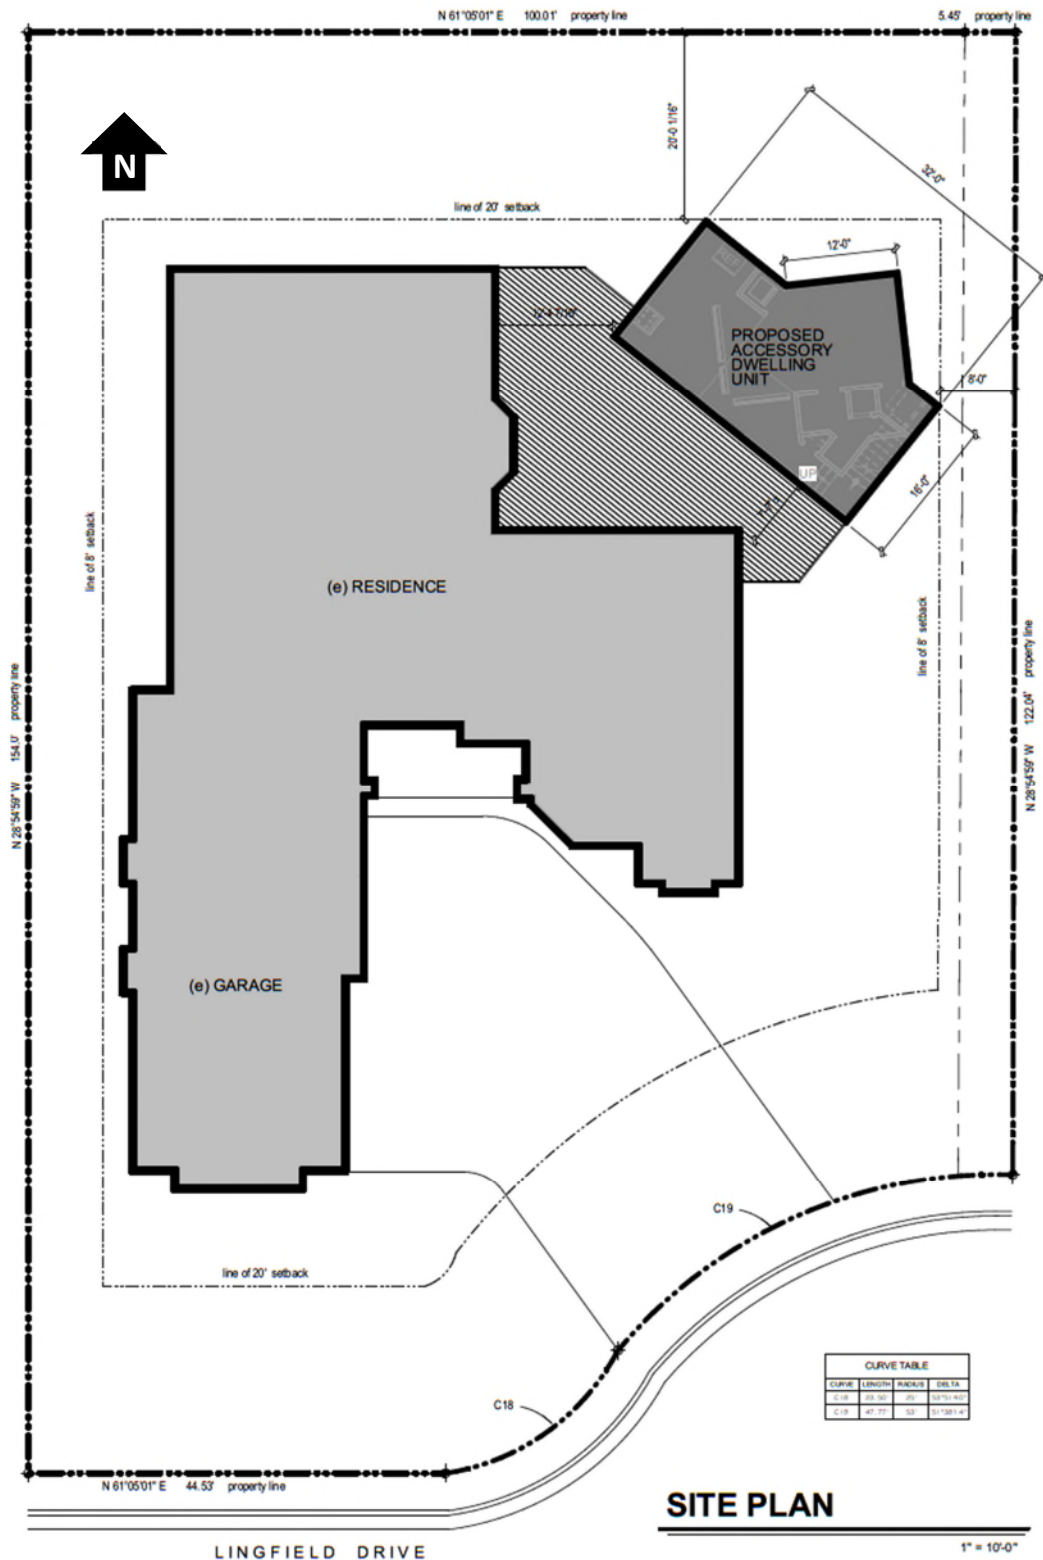 N 61°05'01" E 100.01' property line
5.45' property line
20'-0 1/16"
N
32'-0"
line of 20' setback
12'-0"
PROPOSED
ACCESSORY
DWELLING
UNIT
8'-0"
UP
16'-0"
line of 8' setback
(e) RESIDENCE
line of 8' setback
N 28°54'59" W 154.0' property line
N 28°54'59" W 122.04' property line
(e) GARAGE
C19
line of 20' setback
CURVE TABLE
CURVE LENGTH RADIUS DELTA
C18 25'
C19 47.77' 53'
C18
N 61°05'01" E 44.53' property line
SITE PLAN
1" = 10'-0"
LINGFIELD DRIVE